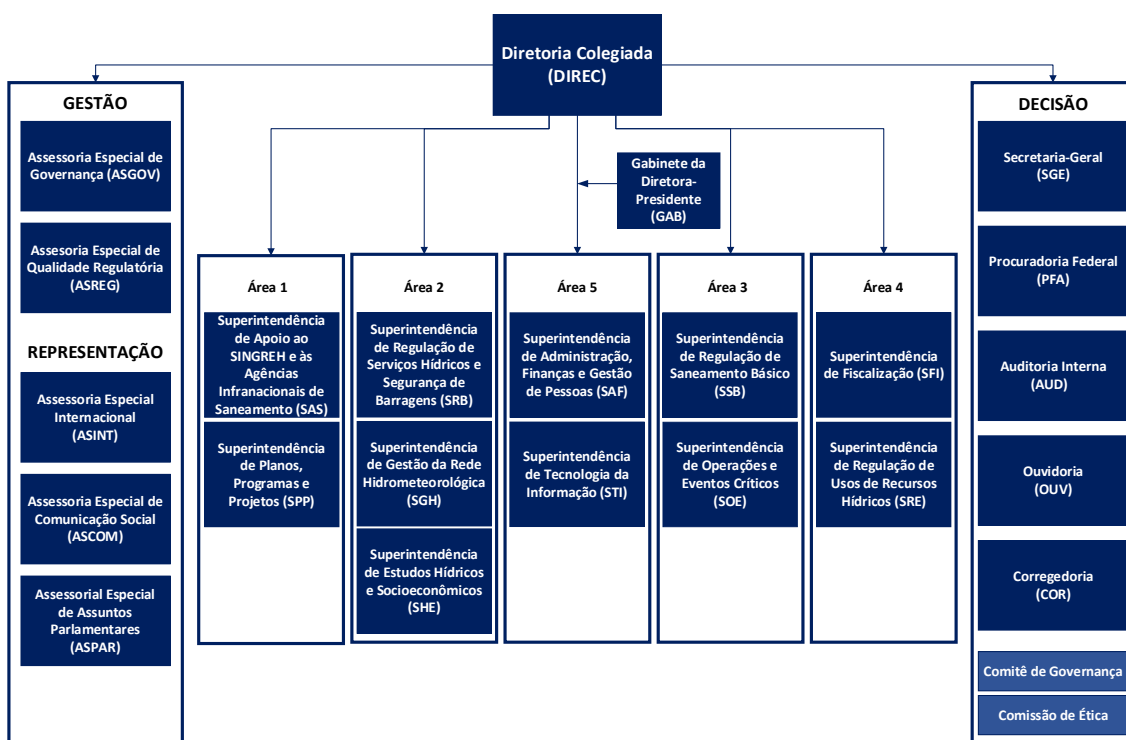 Diretoria Colegiada
(DIREC)
GESTÃO
Assessoria Especial de
Governança (ASGOV)
Assesoria Especial de
Qualidade Regulatória
(ASREG)
REPRESENTAÇÃO
Assessoria Especial
Internacional
(ASINT)
Assessoria Especial de
Comunicação Social
(ASCOM)
Assessorial Especial
de Assuntos
Parlamentares
(ASPAR)
Gabinete da
Diretora-
Presidente
(GAB)
Área 1
Superintendência
de Apoio ao
SINGREH e às
Agências
Infranacionais de
Saneamento (SAS)
Superintendência
de Planos,
Programas e
Projetos (SPP)
Área 2
Superintendência
de Regulação de
Serviços Hídricos e
Segurança de
Barragens (SRB)
Superintendência
de Gestão da Rede
Hidrometeorológica
(SGH)
Superintendência
de Estudos Hídricos
e Socioeconômicos
(SHE)
Área 5
Superintendência
de Administração,
Finanças e Gestão
de Pessoas (SAF)
Superintendência
de Tecnologia da
Informação (STI)
Área 3
Superintendência
de Regulação de
Saneamento Básico
(SSB)
Superintendência
de Operações e
Eventos Críticos
(SOE)
Área 4
Superintendência
de Fiscalização (SFI)
Superintendência
de Regulação de
Usos de Recursos
Hídricos (SRE)
DECISÃO
Secretaria-Geral
(SGE)
Procuradoria Federal
(PFA)
Auditoria Interna
(AUD)
Ouvidoria
(OUV)
Corregedoria
(COR)
Comitê de Governança
Comissão de Ética